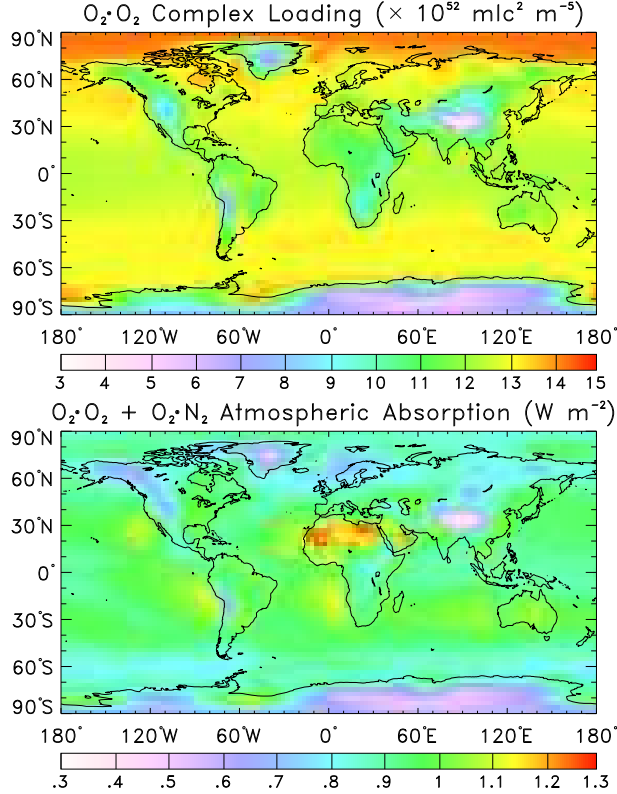 O₂·O₂ Complex Loading (× 10⁵² mlc² m⁻⁵)
90°N
60°N
30°N
0°
30°S
60°S
90°S
180° 120°W 60°W 0° 60°E 120°E 180°
3 4 5 6 7 8 9 10 11 12 13 14 15
O₂·O₂ + O₂·N₂ Atmospheric Absorption (W m⁻²)
90°N
60°N
30°N
0°
30°S
60°S
90°S
180° 120°W 60°W 0° 60°E 120°E 180°
.3 .4 .5 .6 .7 .8 .9 1 1.1 1.2 1.3